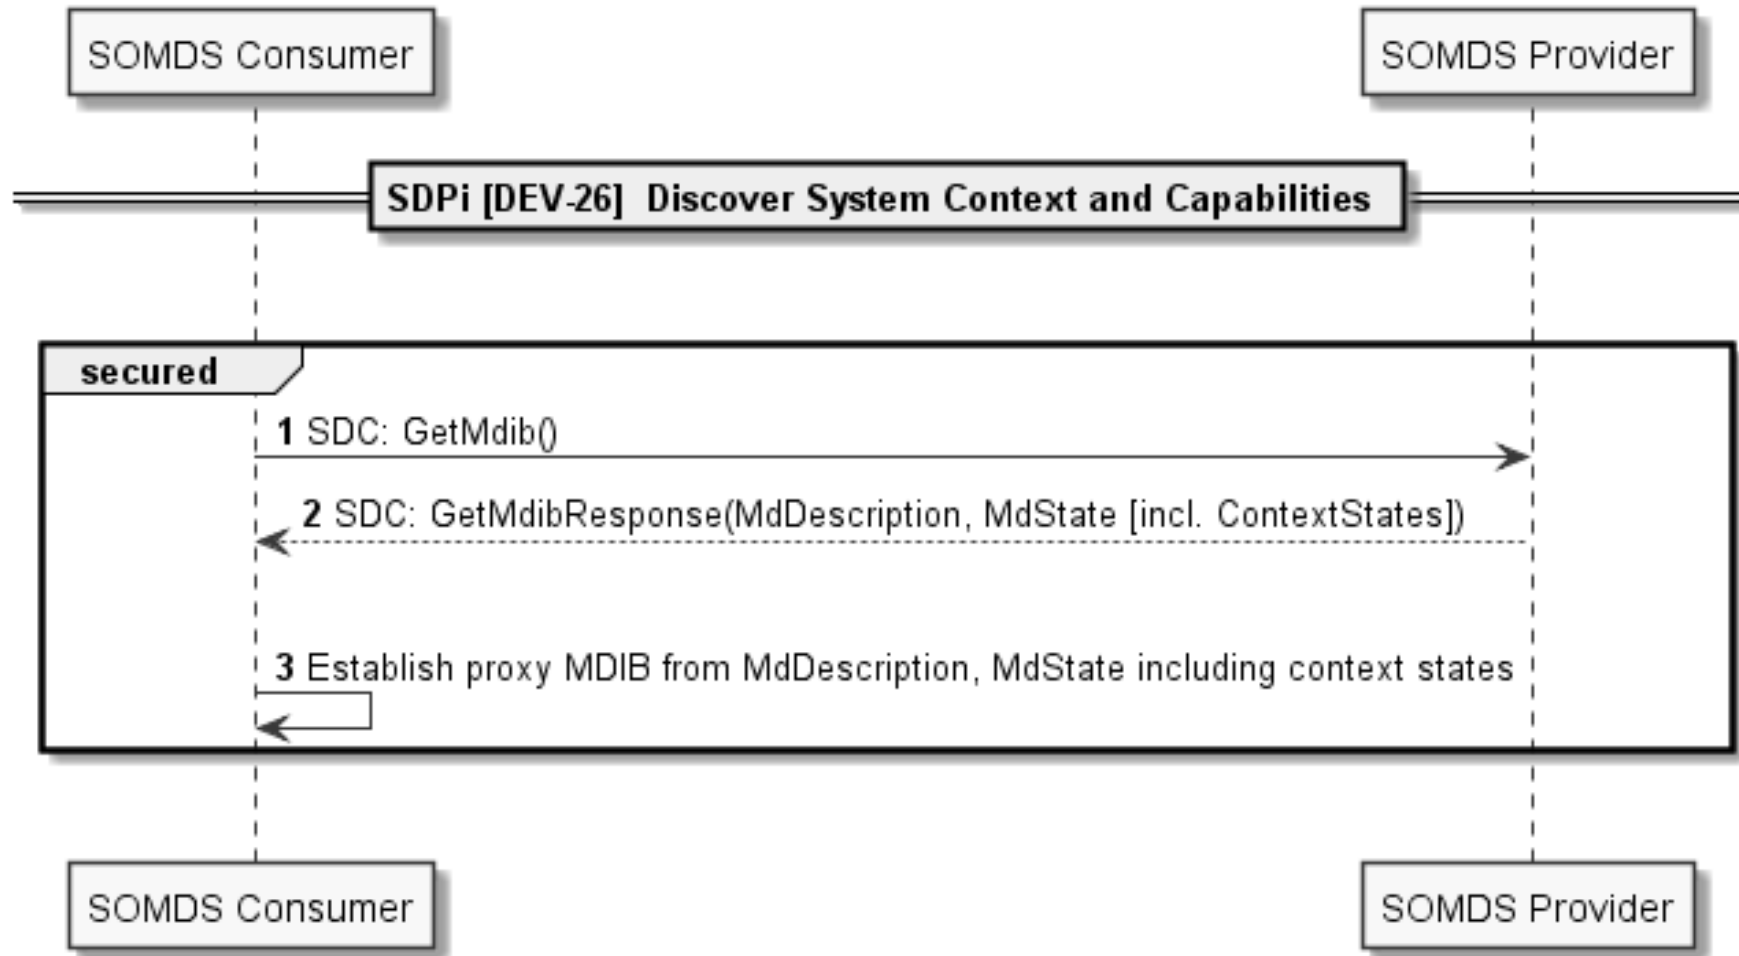 SOMDS Consumer
SOMDS Provider
SDPi [DEV-26]  Discover System Context and Capabilities
secured
1 SDC: GetMdib()
2 SDC: GetMdibResponse(MdDescription, MdState [incl. ContextStates])
3 Establish proxy MDIB from MdDescription, MdState including context states
SOMDS Consumer
SOMDS Provider